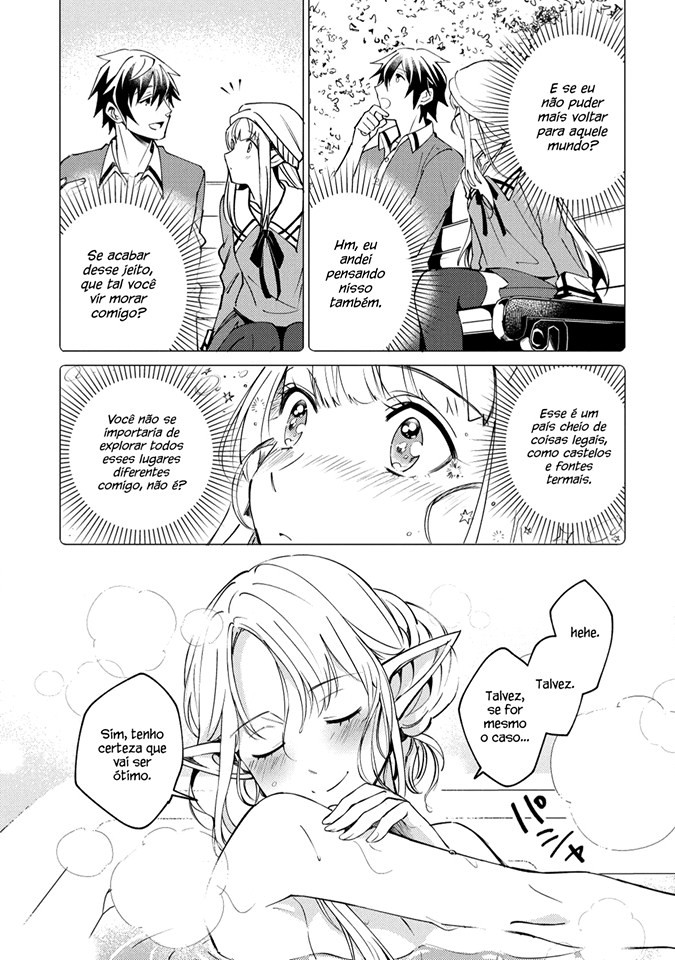 E se eu
não puder
mais voltar
para aquele
mundo?
Hm, eu
andei
pensando
nisso
também.
Se acabar
desse jeito,
que tal você
vir morar
comigo?
Esse é um
país cheio de
coisas legais,
como castelos
e fontes
termais.
Você não se
importaria de
explorar todos
esses lugares
diferentes
comigo, não é?
hehe.
Talvez.
Talvez,
se for
mesmo
o caso...
Sim, tenho
certeza que
vai ser
ótimo.